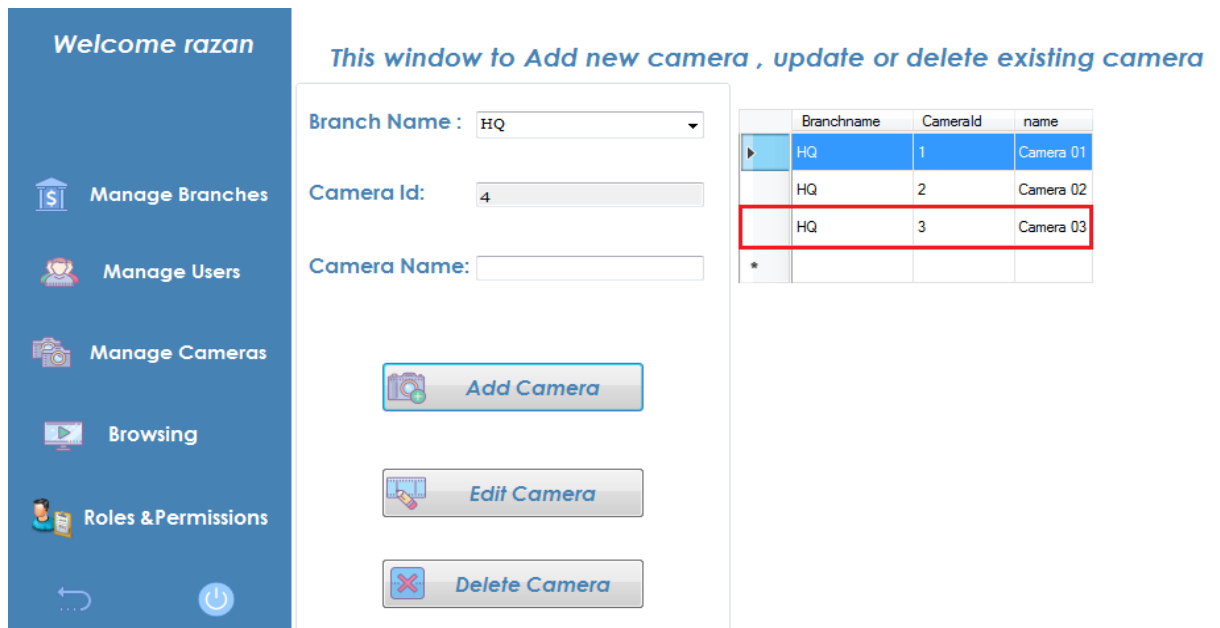 Welcome razan
Manage Branches
Manage Users
Manage Cameras
Browsing
Roles &Permissions
This window to Add new camera , update or delete existing camera
Branch Name : HQ
Camera Id: 4
Camera Name:
Add Camera
Edit Camera
Delete Camera
Branchname CameraId name
HQ 1 Camera 01
HQ 2 Camera 02
HQ 3 Camera 03
*